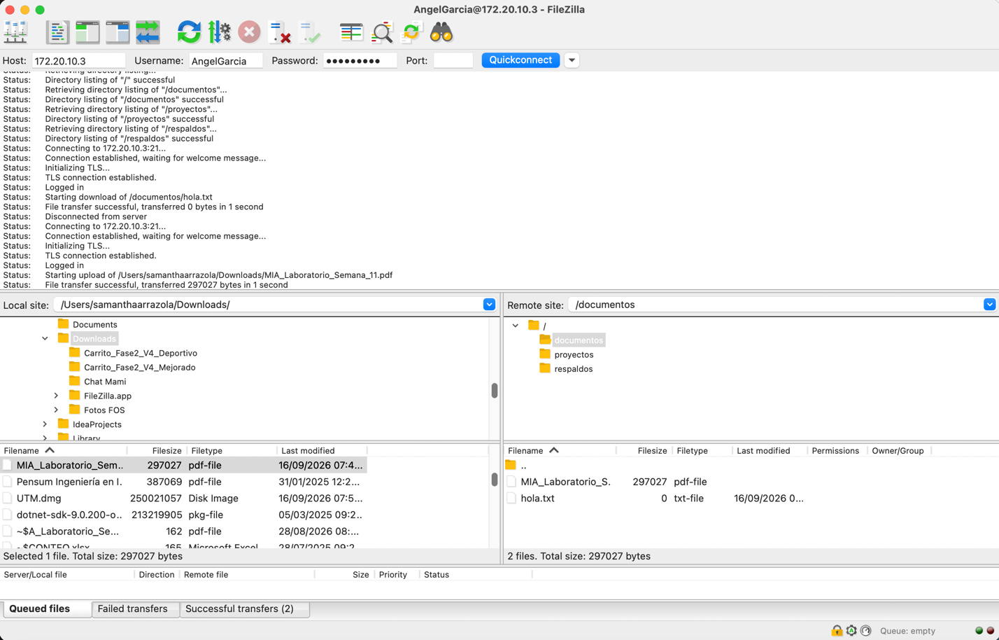 AngelGarcia@172.20.10.3 - FileZilla
Host: 172.20.10.3 Username: AngelGarcia Password: ●●●●●●●●● Port: Quickconnect
Status: Retrieving directory listing...
Status: Directory listing of "/" successful
Status: Retrieving directory listing of "/documentos"...
Status: Directory listing of "/documentos" successful
Status: Retrieving directory listing of "/proyectos"...
Status: Directory listing of "/proyectos" successful
Status: Retrieving directory listing of "/respaldos"...
Status: Directory listing of "/respaldos" successful
Status: Connecting to 172.20.10.3:21...
Status: Connection established, waiting for welcome message...
Status: Initializing TLS...
Status: TLS connection established.
Status: Logged in
Status: Starting download of /documentos/hola.txt
Status: File transfer successful, transferred 0 bytes in 1 second
Status: Disconnected from server
Status: Connecting to 172.20.10.3:21...
Status: Connection established, waiting for welcome message...
Status: Initializing TLS...
Status: TLS connection established.
Status: Logged in
Status: Starting upload of /Users/samanthaarrazola/Downloads/MIA_Laboratorio_Semana_11.pdf
Status: File transfer successful, transferred 297027 bytes in 1 second
Local site: /Users/samanthaarrazola/Downloads/
Documents
Downloads
Carrito_Fase2_V4_Deportivo
Carrito_Fase2_V4_Mejorado
Chat Mami
FileZilla.app
Fotos FOS
IdeaProjects
Library
Filename Filesize Filetype Last modified
MIA_Laboratorio_Sem.. 297027 pdf-file 16/09/2026 07:4...
Pensum Ingeniería en I. 387069 pdf-file 31/01/2025 12:2...
UTM.dmg 250021057 Disk Image 16/09/2026 07:5...
dotnet-sdk-9.0.200-o.. 213219905 pkg-file 05/03/2025 09:2..
~$A_Laboratorio_Se... 162 pdf-file 28/08/2026 08:...
~$CONTEO.xlsx 165 Microsoft Excel 28/07/2025 09:2
Selected 1 file. Total size: 297027 bytes
Remote site: /documentos
/
documentos
proyectos
respaldos
Filename Filesize Filetype Last modified Permissions Owner/Group
..
MIA_Laboratorio_S. 297027 pdf-file
hola.txt 0 txt-file 16/09/2026 0...
2 files. Total size: 297027 bytes
Server/Local file Direction Remote file Size Priority Status
Queued files Failed transfers Successful transfers (2)
Queue: empty